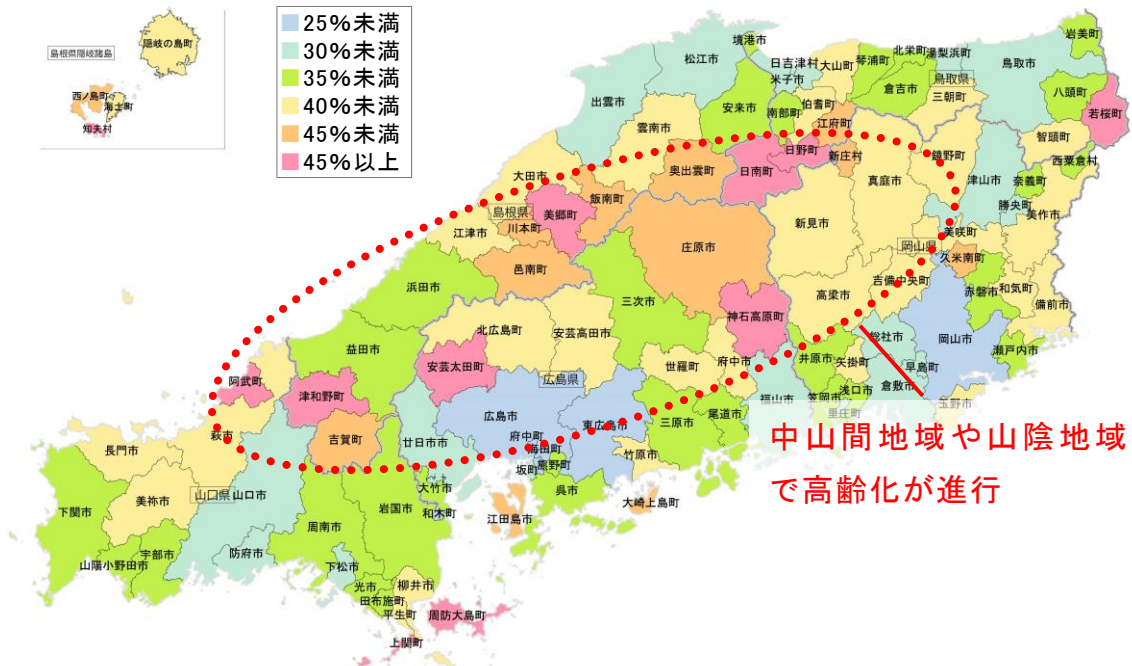 25%未満
30%未満
35%未満
40%未満
45%未満
45%以上
島根県隠岐諸島
隠岐の島町
西ノ島町
海士町
知夫村
境港市
松江市
出雲市
安来市
雲南市
日吉津村
米子市
大山町
琴浦町
北栄町
湯梨浜町
鳥取県
鳥取市
岩美町
倉吉市
三朝町
八頭町
若桜町
智頭町
南部町
伯耆町
江府町
日野町
日南町
奥出雲町
大田市
飯南町
島根県
美郷町
川本町
江津市
邑南町
浜田市
益田市
津和野町
吉賀町
新庄村
真庭市
鏡野町
津山市
奈義町
西粟倉村
勝央町
美作市
美咲町
岡山県
久米南町
吉備中央町
新見市
高梁市
赤磐市
和気町
備前市
岡山市
瀬戸内市
総社市
早島町
倉敷市
玉野市
井原市
矢掛町
浅口市
笠岡市
里庄町
庄原市
三次市
神石高原町
北広島町
安芸高田市
安芸太田町
広島県
世羅町
府中市
福山市
尾道市
三原市
広島市
東広島市
府中町
海田町
熊野町
坂町
竹原市
呉市
大崎上島町
江田島市
廿日市市
大竹市
和木町
岩国市
阿武町
萩市
長門市
美祢市
山口県
山口市
下関市
宇部市
山陽小野田市
防府市
周南市
下松市
光市
田布施町
柳井市
平生町
上関町
周防大島町
中山間地域や山陰地域
で高齢化が進行